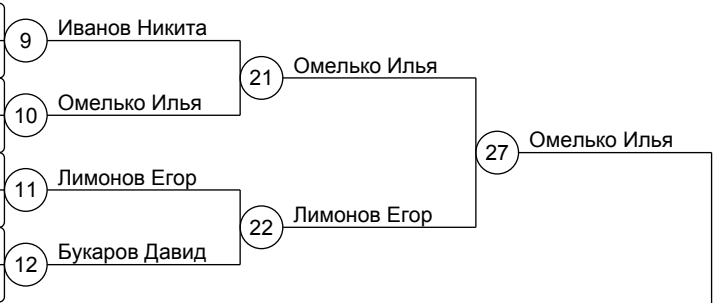 9 Иванов Никита
21 Омелько Илья
10 Омелько Илья
27 Омелько Илья
11 Лимонов Егор
22 Лимонов Егор
12 Букаров Давид